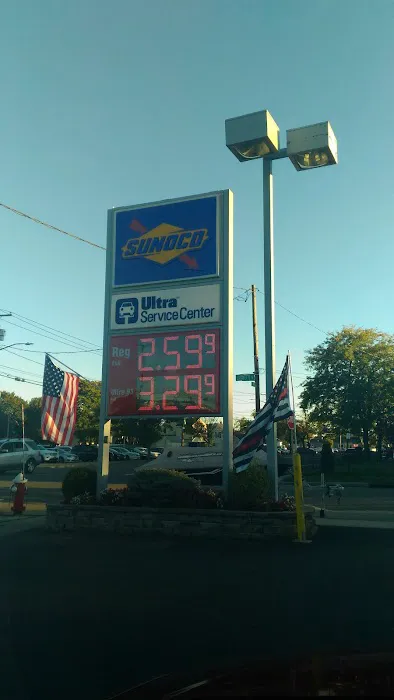 SUNOCO
Ultra
Service Center
Reg
2.59 9
3.29 9